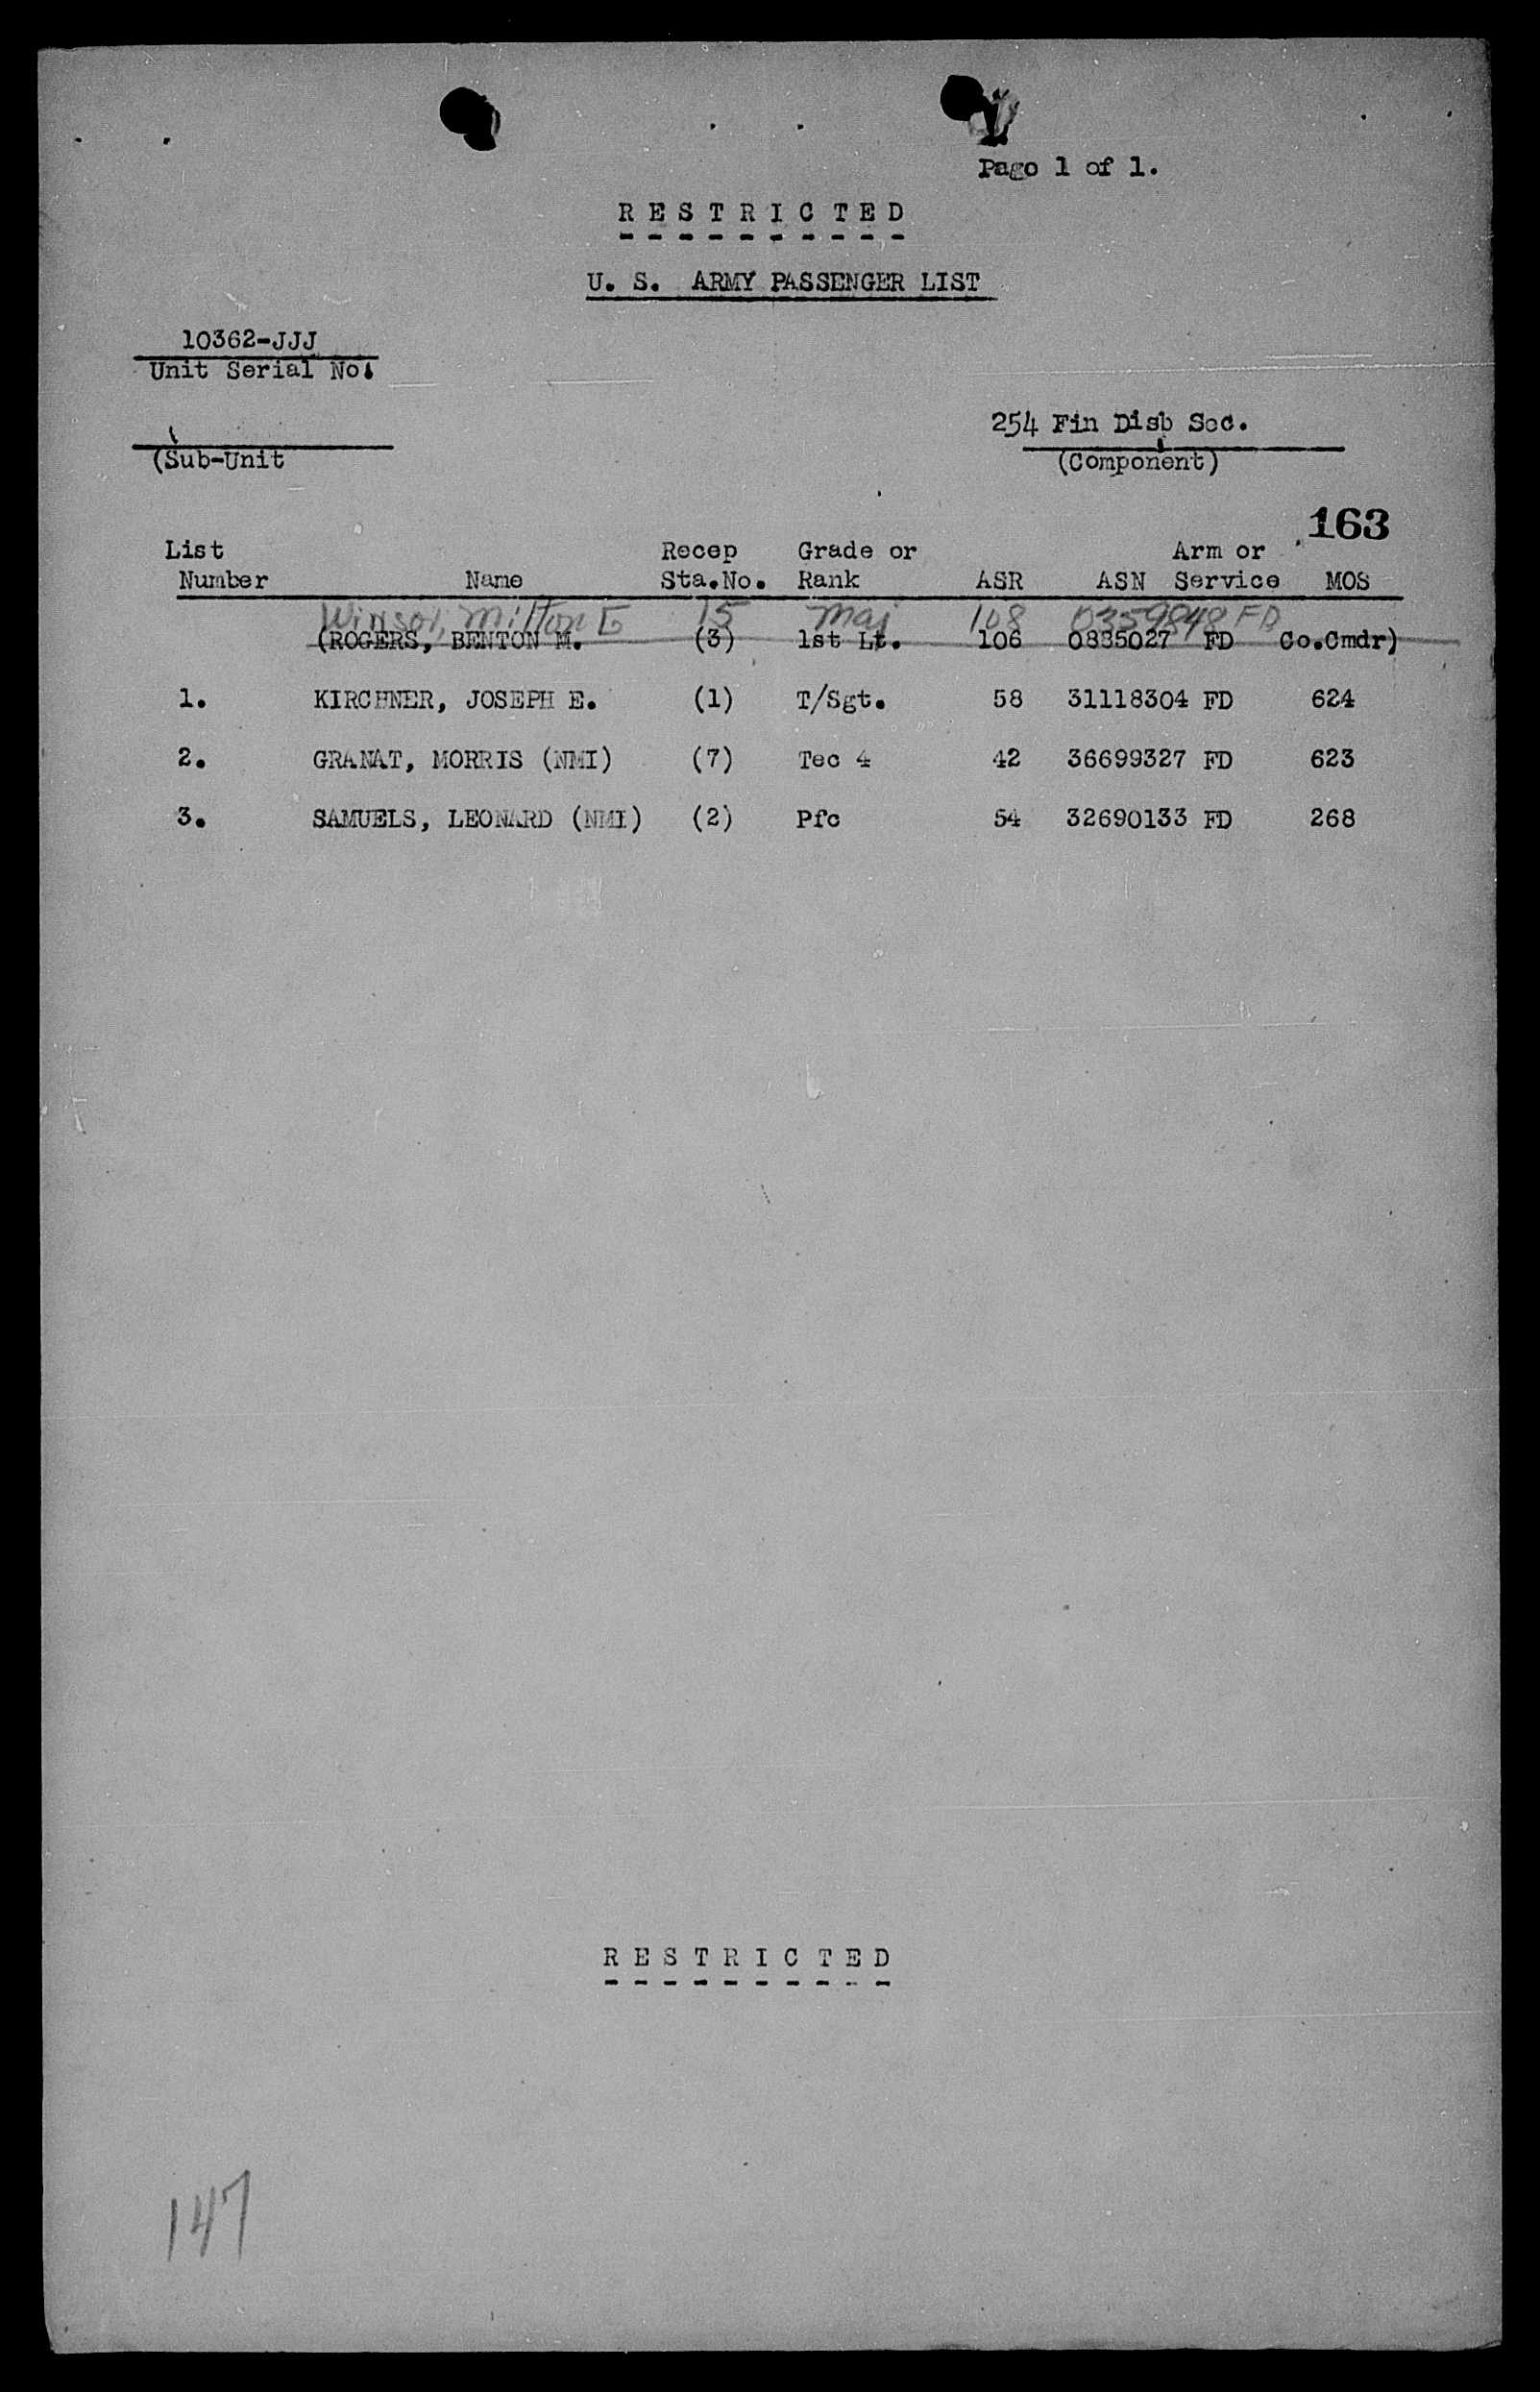 Page 1 of 1.
R E S T R I C T E D
U. S. ARMY PASSENGER LIST
10362-JJJ
Unit Serial No.
254 Fin Disb Sec.
(Sub-Unit
(Component)
163
List Recep Grade or Arm or
Number Name Sta.No. Rank ASR ASN Service MOS
Winsor, Milton E 15 Maj 108 0359848 FD
(ROGERS, BENTON M. (3) 1st Lt. 106 0835027 FD Co.Cmdr)
1. KIRCHNER, JOSEPH E. (1) T/Sgt. 58 31118304 FD 624
2. GRANAT, MORRIS (NMI) (7) Tec 4 42 36699327 FD 623
3. SAMUELS, LEONARD (NMI) (2) Pfc 54 32690133 FD 268
R E S T R I C T E D
147